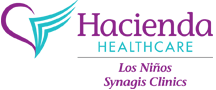 Hacienda
HEALTHCARE
Los Niños
Synagis Clinics